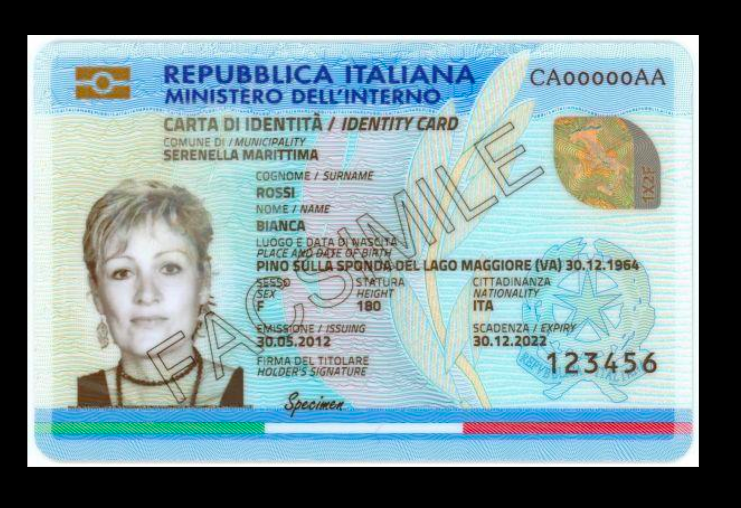 REPUBBLICA ITALIANA
MINISTERO DELL'INTERNO
CA00000AA
CARTA DI IDENTITÀ / IDENTITY CARD
COMUNE DI / MUNICIPALITY
SERENELLA MARITTIMA
COGNOME / SURNAME
ROSSI
NOME / NAME
BIANCA
LUOGO E DATA DI NASCITA
PLACE AND DATE OF BIRTH
PINO SULLA SPONDA DEL LAGO MAGGIORE (VA) 30.12.1964
SESSO STATURA CITTADINANZA
SEX HEIGHT NATIONALITY
F 180 ITA
EMISSIONE / ISSUING SCADENZA / EXPIRY
30.05.2012 30.12.2022
FIRMA DEL TITOLARE
HOLDER'S SIGNATURE
Specimen
123456
1X2F
FACSIMILE